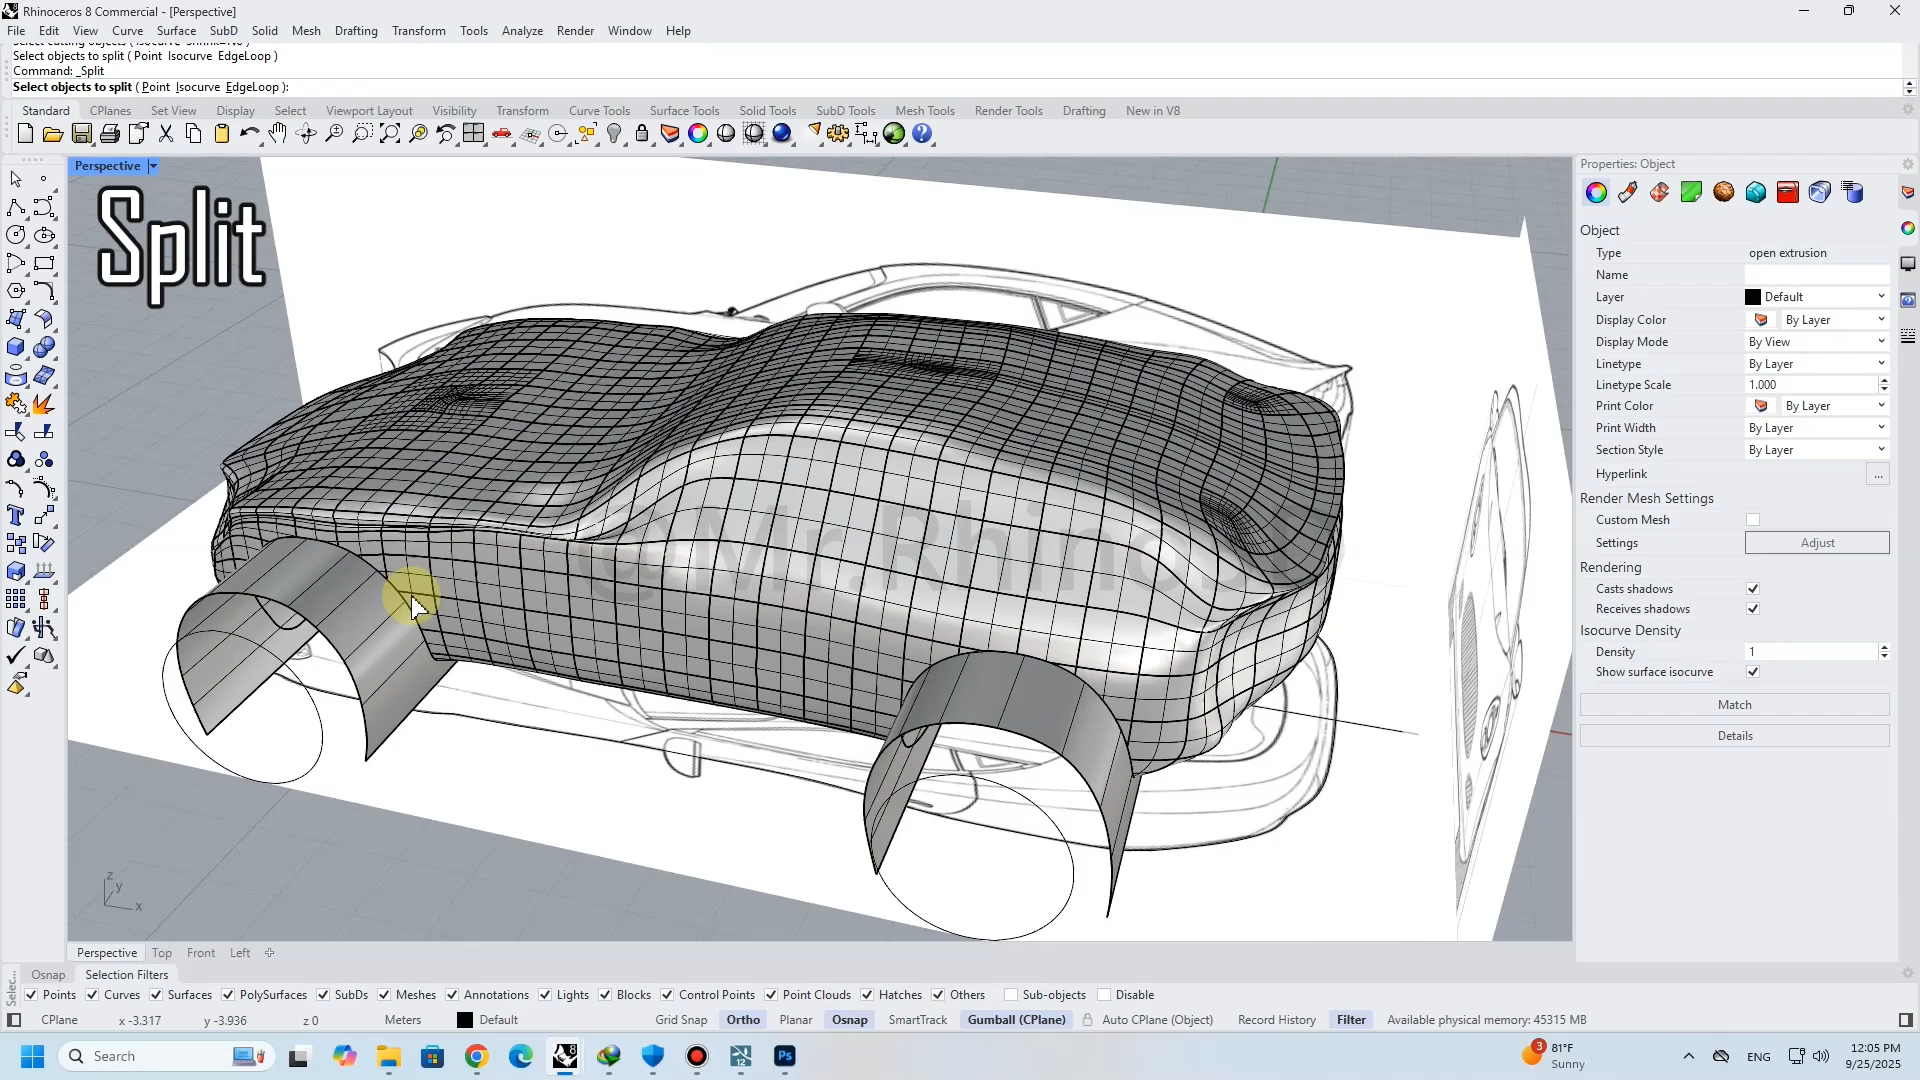 Rhinoceros 8 Commercial - [Perspective]
File Edit View Curve Surface SubD Solid Mesh Drafting Transform Tools Analyze Render Window Help
Select cutting objects ( Isocurve Shrink=No )
Select objects to split ( Point Isocurve EdgeLoop )
Command: _Split
Select objects to split ( Point Isocurve EdgeLoop ):
Standard CPlanes Set View Display Select Viewport Layout Visibility Transform Curve Tools Surface Tools Solid Tools SubD Tools Mesh Tools Render Tools Drafting New in V8
Perspective
Split
Properties: Object
Object
Type open extrusion
Name
Layer Default
Display Color By Layer
Display Mode By View
Linetype By Layer
Linetype Scale 1.000
Print Color By Layer
Print Width By Layer
Section Style By Layer
Hyperlink ...
Render Mesh Settings
Custom Mesh
Settings Adjust
Rendering
Casts shadows
Receives shadows
Isocurve Density
Density 1
Show surface isocurve
Match
Details
z
y
x
Perspective Top Front Left
Osnap Selection Filters
Selec...
Points Curves Surfaces PolySurfaces SubDs Meshes Annotations Lights Blocks Control Points Point Clouds Hatches Others Sub-objects Disable
CPlane x -3.317 y -3.936 z 0 Meters Default Grid Snap Ortho Planar Osnap SmartTrack Gumball (CPlane) Auto CPlane (Object) Record History Filter Available physical memory: 45315 MB
Search
3
81°F
Sunny
ENG
12:05 PM
9/25/2025